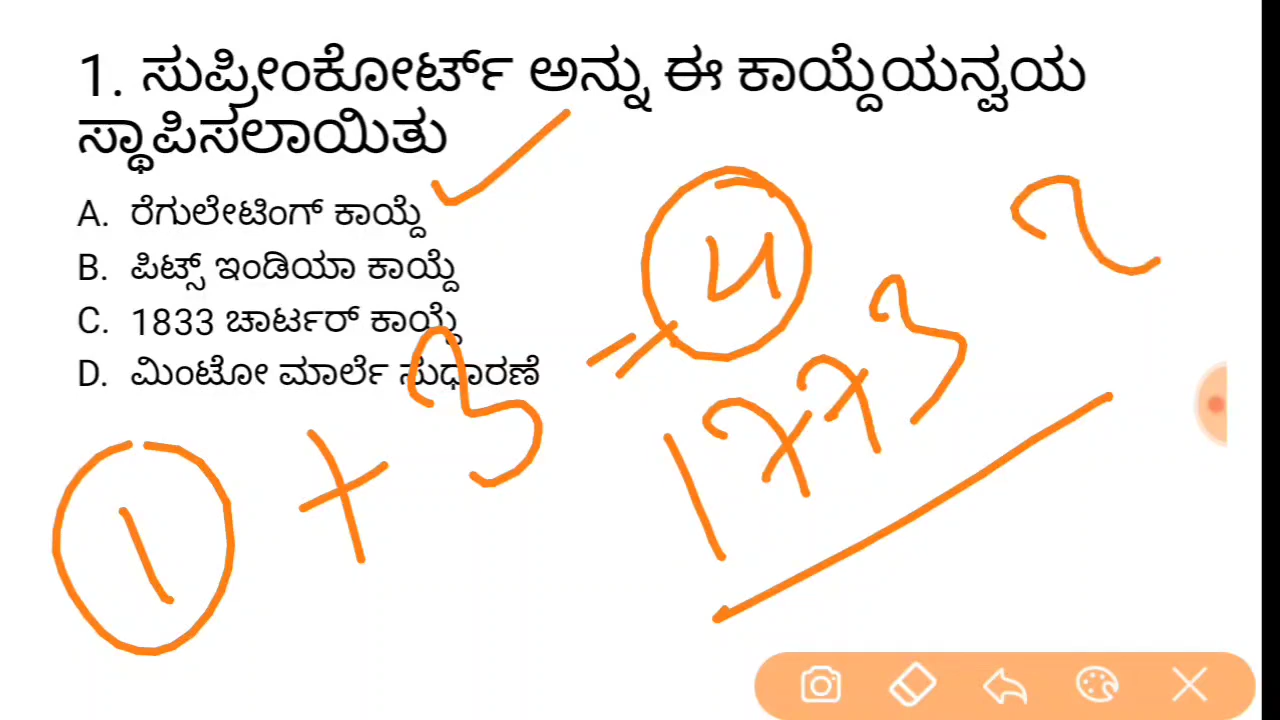 1. ಸುಪ್ರೀಂಕೋರ್ಟ್ ಅನ್ನು ಈ ಕಾಯ್ದೆಯನ್ವಯ
ಸ್ಥಾಪಿಸಲಾಯಿತು
A. ರೆಗುಲೇಟಿಂಗ್ ಕಾಯ್ದೆ
B. ಪಿಟ್ಸ್ ಇಂಡಿಯಾ ಕಾಯ್ದೆ
C. 1833 ಚಾರ್ಟರ್ ಕಾಯ್ದೆ
D. ಮಿಂಟೋ ಮಾರ್ಲೆ ಸುಧಾರಣೆ
1 + 3 = 4
1773